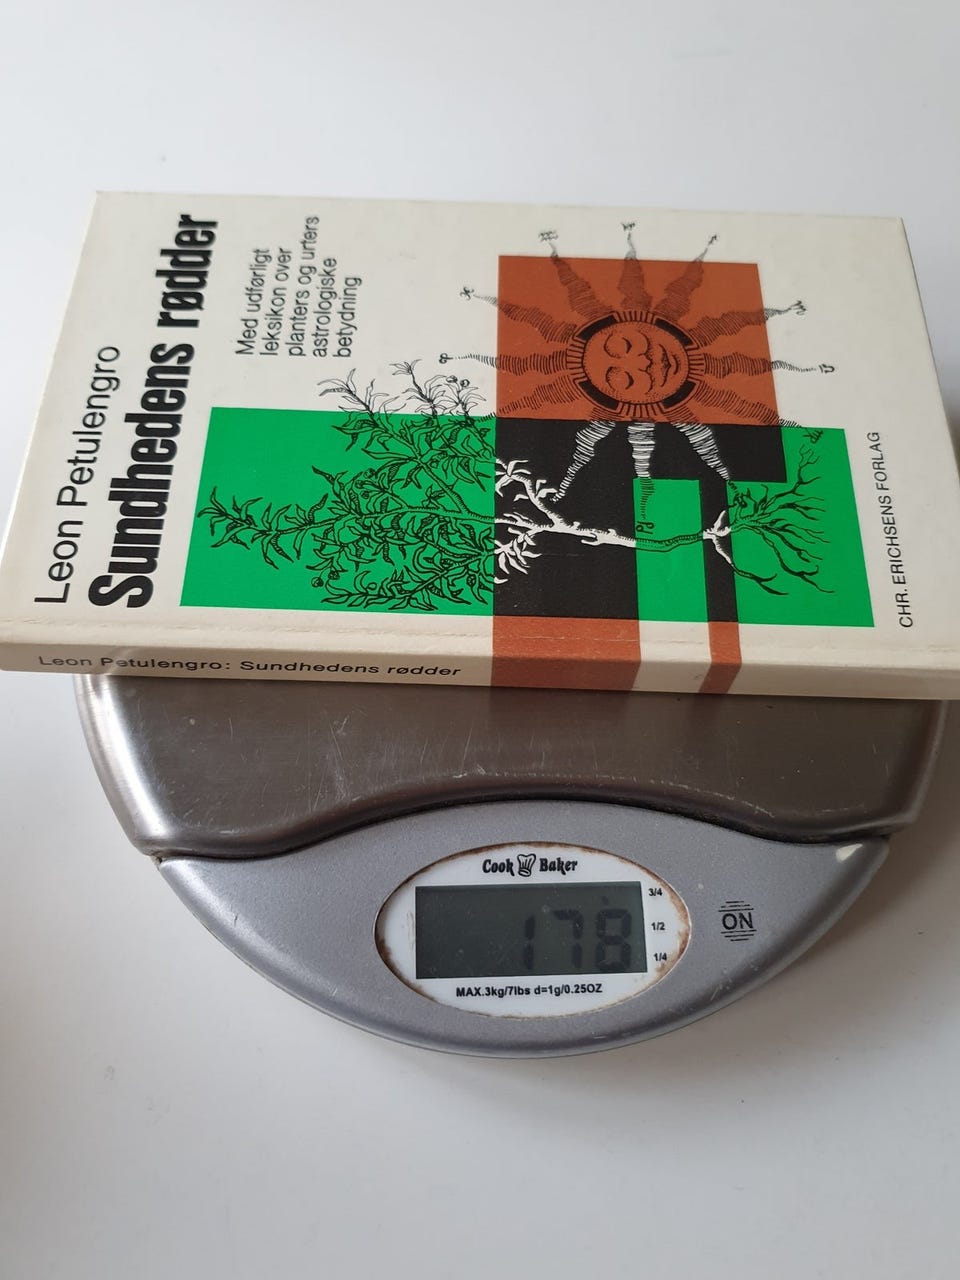 Leon Petulengro
Sundhedens rødder
Med udførligt
leksikon over
planters og urters
astrologiske
betydning
CHR. ERICHSENS FORLAG
Leon Petulengro: Sundhedens rødder
Cook Baker
178
3/4
1/2
1/4
MAX.3kg/7lbs d=1g/0.25OZ
ON